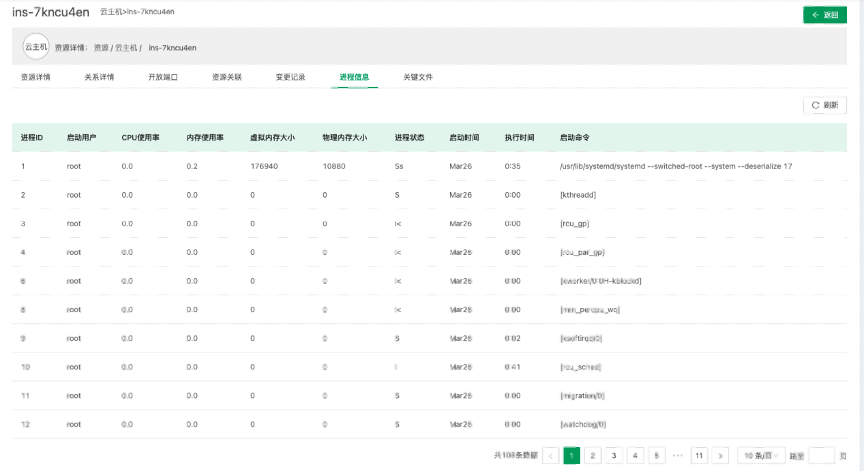 ins-7kncu4en 云主机>ins-7kncu4en ← 返回
云主机 资源详情： 资源 / 云主机 / ins-7kncu4en
资源详情 关系详情 开放端口 资源关联 变更记录 进程信息 关键文件
刷新
进程ID 启动用户 CPU使用率 内存使用率 虚拟内存大小 物理内存大小 进程状态 启动时间 执行时间 启动命令
1 root 0.0 0.2 176940 10880 Ss Mar26 0:35 /usr/lib/systemd/systemd --switched-root --system --deserialize 17
2 root 0.0 0.0 0 0 S Mar26 0:00 [kthreadd]
3 root 0.0 0.0 0 0 I< Mar26 0:00 [rcu_gp]
4 root 0.0 0.0 0 0 I< Mar26 0:00 [rcu_par_gp]
6 root 0.0 0.0 0 0 I< Mar26 0:00 [kworker/0:0H-kblockd]
8 root 0.0 0.0 0 0 I< Mar26 0:00 [mm_percpu_wq]
9 root 0.0 0.0 0 0 S Mar26 0:02 [ksoftirqd/0]
10 root 0.0 0.0 0 0 I Mar26 0:41 [rcu_sched]
11 root 0.0 0.0 0 0 S Mar26 0:00 [migration/0]
12 root 0.0 0.0 0 0 S Mar26 0:00 [watchdog/0]
共108条数据 < 1 2 3 4 5 ••• 11 > 10 条/页 跳至 页